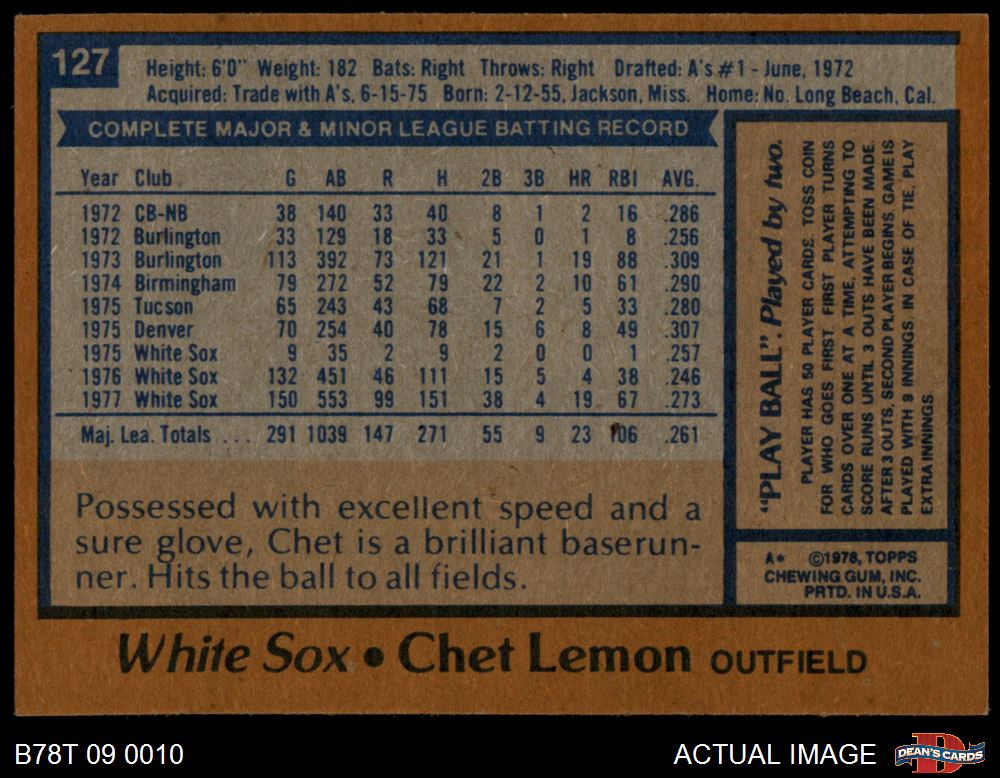 127
Height: 6'0" Weight: 182 Bats: Right Throws: Right Drafted: A's #1 - June, 1972
Acquired: Trade with A's, 6-15-75 Born: 2-12-55, Jackson, Miss. Home: No. Long Beach, Cal.
COMPLETE MAJOR & MINOR LEAGUE BATTING RECORD
Year Club G AB R H 2B 3B HR RBI AVG.
1972 CB-NB 38 140 33 40 8 1 2 16 .286
1972 Burlington 33 129 18 33 5 0 1 8 .256
1973 Burlington 113 392 73 121 21 1 19 88 .309
1974 Birmingham 79 272 52 79 22 2 10 61 .290
1975 Tucson 65 243 43 68 7 2 5 33 .280
1975 Denver 70 254 40 78 15 6 8 49 .307
1975 White Sox 9 35 2 9 2 0 0 1 .257
1976 White Sox 132 451 46 111 15 5 4 38 .246
1977 White Sox 150 553 99 151 38 4 19 67 .273
Maj. Lea. Totals ... 291 1039 147 271 55 9 23 106 .261
Possessed with excellent speed and a
sure glove, Chet is a brilliant baserun-
ner. Hits the ball to all fields.
"PLAY BALL". Played by two.
PLAYER HAS 50 PLAYER CARDS. TOSS COIN
FOR WHO GOES FIRST. FIRST PLAYER TURNS
CARDS OVER ONE AT A TIME, ATTEMPTING TO
SCORE RUNS UNTIL 3 OUTS HAVE BEEN MADE.
AFTER 3 OUTS, SECOND PLAYER BEGINS. GAME IS
PLAYED WITH 9 INNINGS. IN CASE OF TIE, PLAY
EXTRA INNINGS.
A* ©1978, TOPPS
CHEWING GUM, INC.
PRTD. IN U.S.A.
White Sox • Chet Lemon OUTFIELD
B78T 09 0010
ACTUAL IMAGE
DEAN'S CARDS